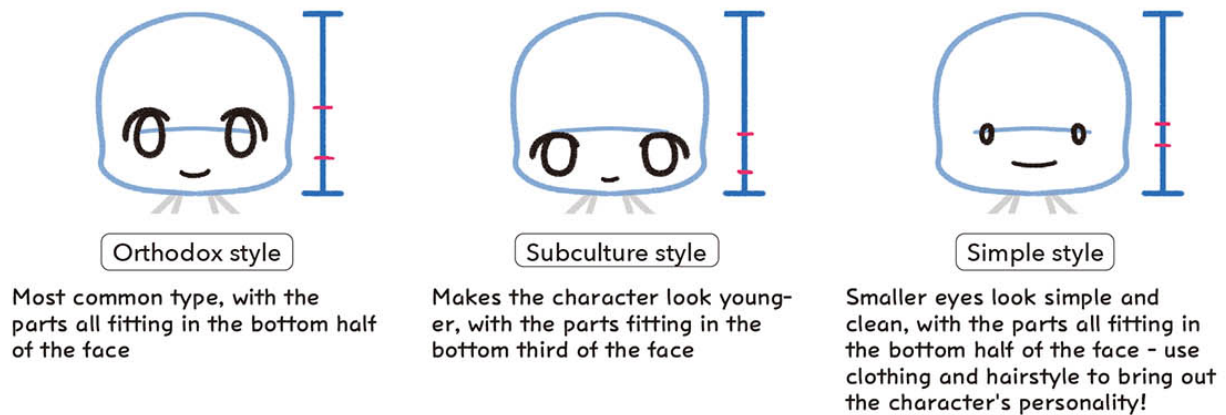 Orthodox style
Most common type, with the
parts all fitting in the bottom half
of the face
Subculture style
Makes the character look young-
er, with the parts fitting in the
bottom third of the face
Simple style
Smaller eyes look simple and
clean, with the parts all fitting in
the bottom half of the face - use
clothing and hairstyle to bring out
the character's personality!